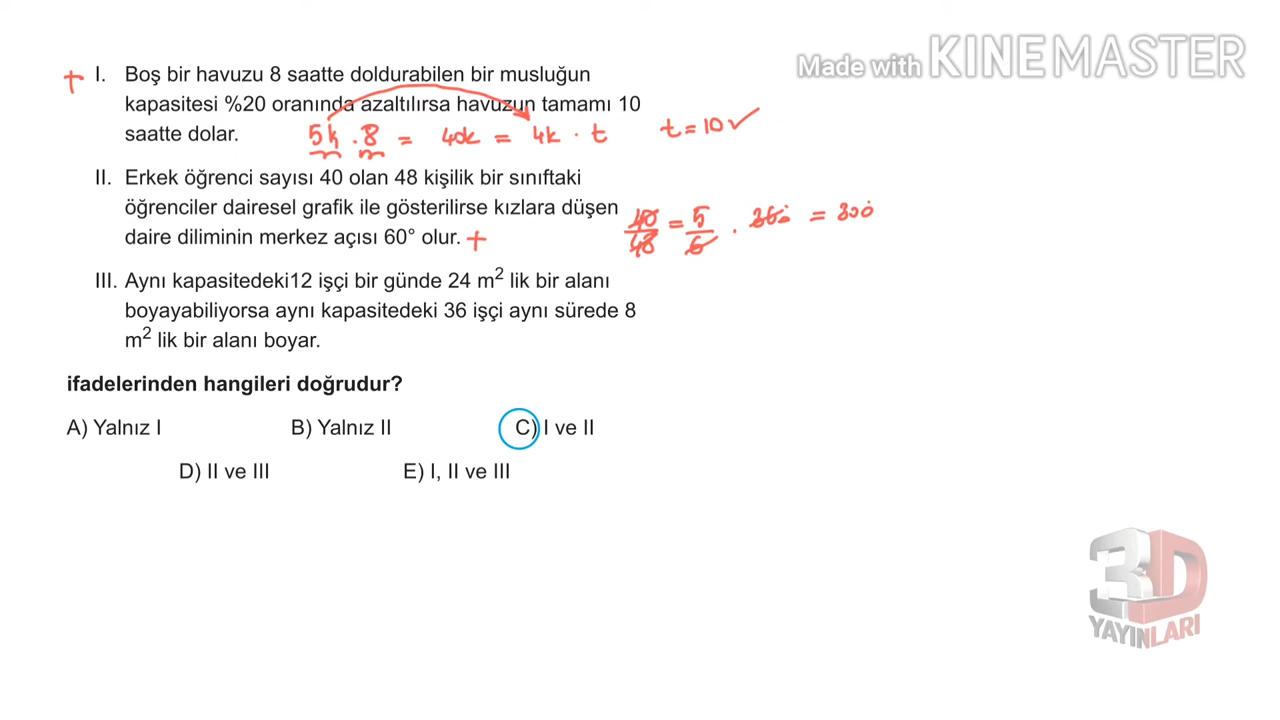 Made with KINEMASTER
+ I. Boş bir havuzu 8 saatte doldurabilen bir musluğun
kapasitesi %20 oranında azaltılırsa havuzun tamamı 10
saatte dolar.
5k . 8 = 40k = 4k . t t = 10 ✓
II. Erkek öğrenci sayısı 40 olan 48 kişilik bir sınıftaki
öğrenciler dairesel grafik ile gösterilirse kızlara düşen
daire diliminin merkez açısı 60° olur. +
40/48 = 5/6 . 360 = 300
III. Aynı kapasitedeki12 işçi bir günde 24 m² lik bir alanı
boyayabiliyorsa aynı kapasitedeki 36 işçi aynı sürede 8
m² lik bir alanı boyar.
ifadelerinden hangileri doğrudur?
A) Yalnız I B) Yalnız II C) I ve II
D) II ve III E) I, II ve III
3D
YAYINLARI